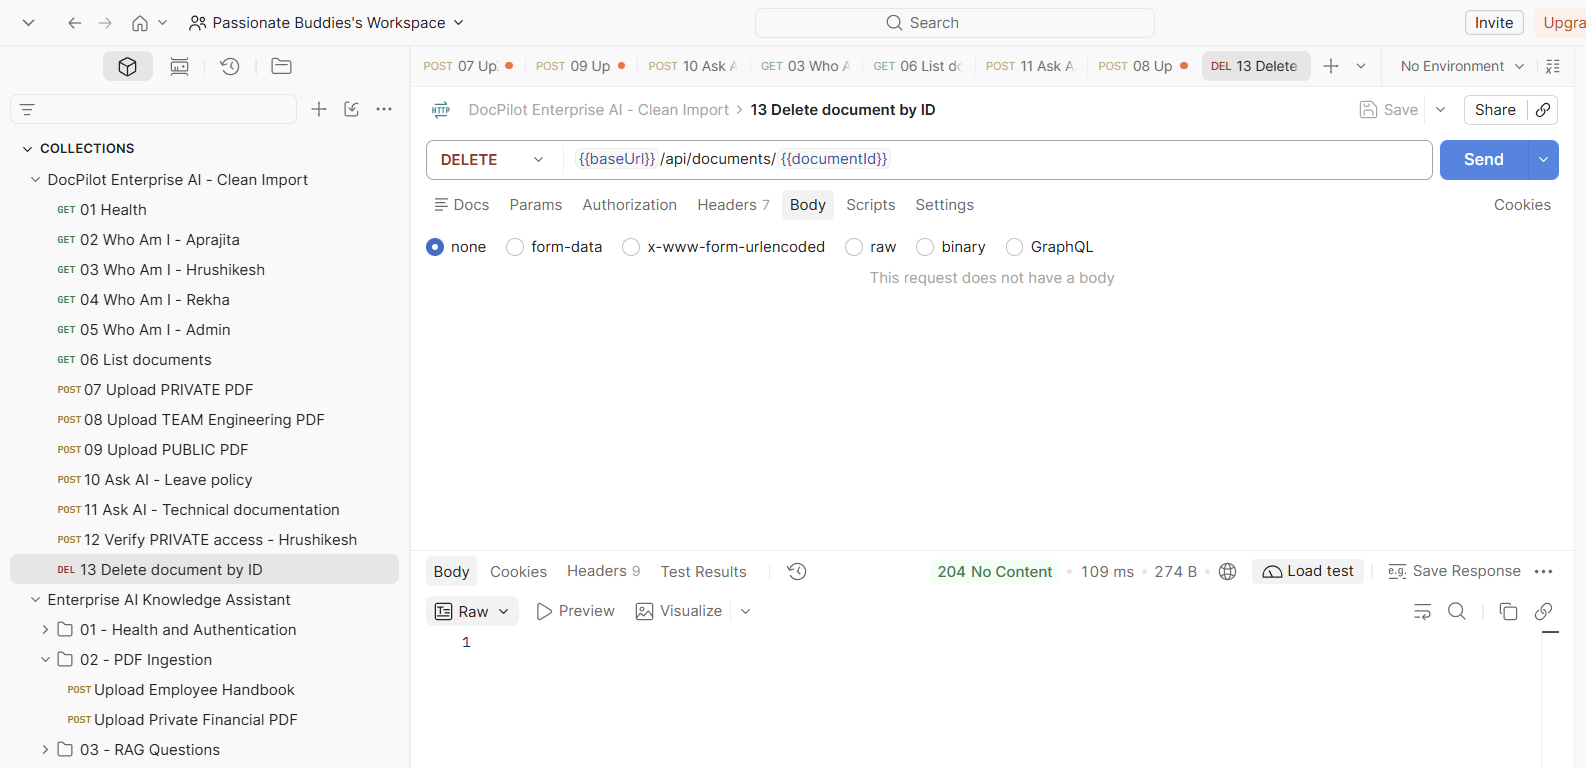 Passionate Buddies's Workspace
Search
Invite
Upgra
POST 07 Up
POST 09 Up
POST 10 Ask A
GET 03 Who A
GET 06 List dc
POST 11 Ask A
POST 08 Up
DEL 13 Delete
No Environment
HTTP DocPilot Enterprise AI - Clean Import > 13 Delete document by ID
Save
Share
COLLECTIONS
DocPilot Enterprise AI - Clean Import
GET 01 Health
GET 02 Who Am I - Aprajita
GET 03 Who Am I - Hrushikesh
GET 04 Who Am I - Rekha
GET 05 Who Am I - Admin
GET 06 List documents
POST 07 Upload PRIVATE PDF
POST 08 Upload TEAM Engineering PDF
POST 09 Upload PUBLIC PDF
POST 10 Ask AI - Leave policy
POST 11 Ask AI - Technical documentation
POST 12 Verify PRIVATE access - Hrushikesh
DEL 13 Delete document by ID
Enterprise AI Knowledge Assistant
01 - Health and Authentication
02 - PDF Ingestion
POST Upload Employee Handbook
POST Upload Private Financial PDF
03 - RAG Questions
DELETE
{{baseUrl}} /api/documents/ {{documentId}}
Send
Docs Params Authorization Headers 7 Body Scripts Settings
Cookies
none form-data x-www-form-urlencoded raw binary GraphQL
This request does not have a body
Body Cookies Headers 9 Test Results
204 No Content • 109 ms • 274 B •
Load test
e.g. Save Response
Raw Preview Visualize
1